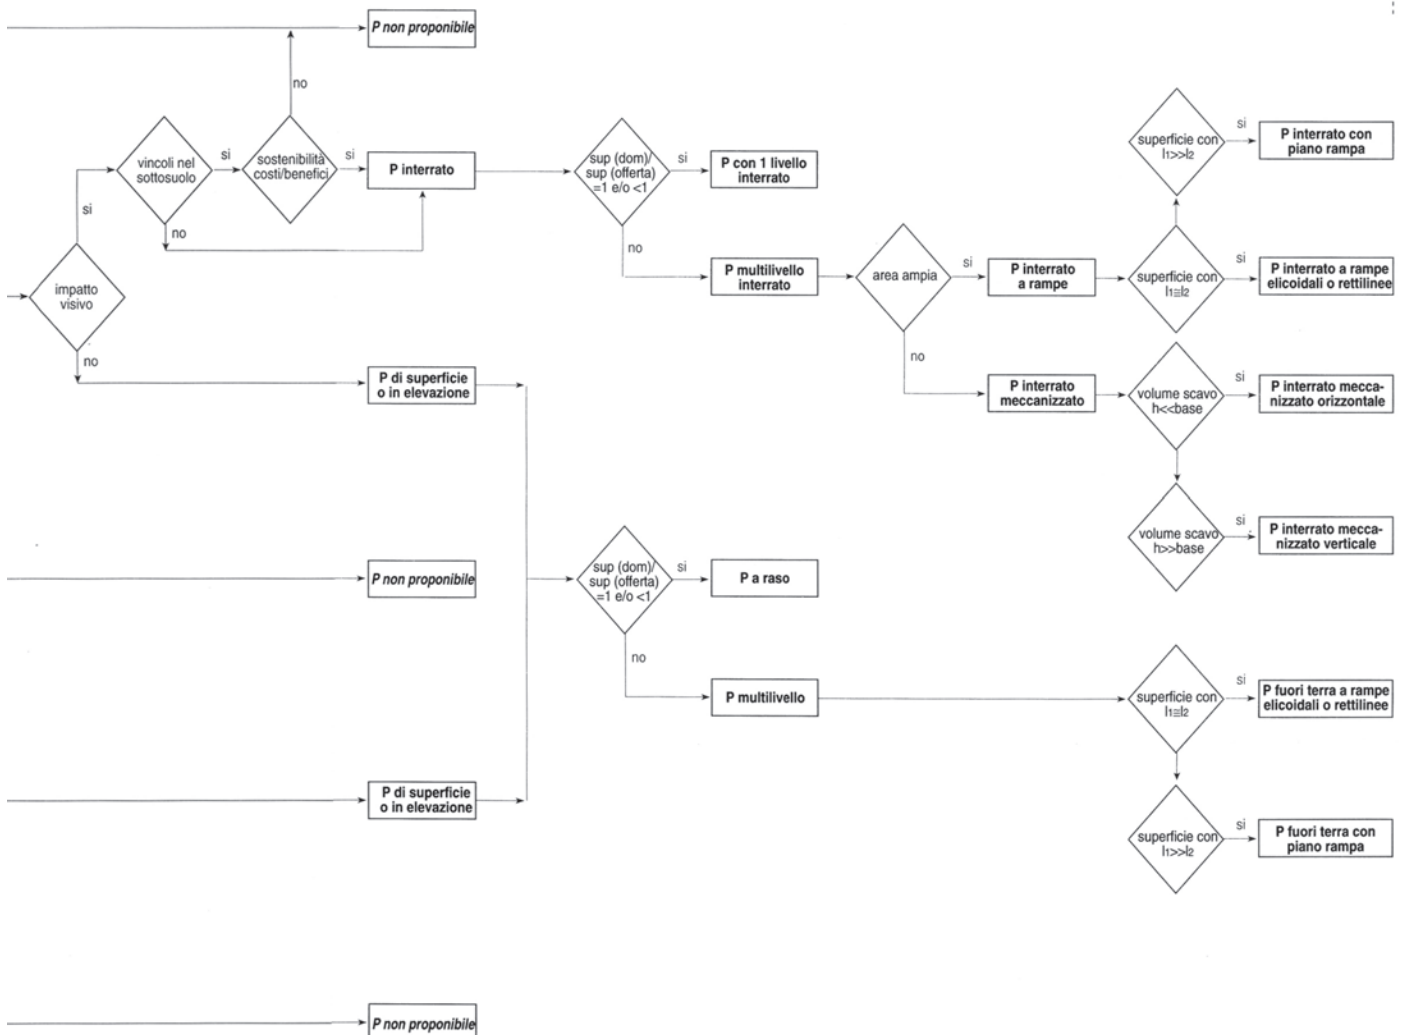 P non proponibile
no
vincoli nel
sottosuolo
si
sostenibilità
costi/benefici
si
P interrato
sup (dom)/
sup (offerta)
=1 e/o <1
si
P con 1 livello
interrato
superficie con
l1>>l2
si
P interrato con
piano rampa
si
no
no
impatto
visivo
P multilivello
interrato
area ampia
si
P interrato
a rampe
superficie con
l1≅l2
si
P interrato a rampe
elicoidali o rettilinee
no
P di superficie
o in elevazione
no
P interrato
meccanizzato
volume scavo
h<<base
si
P interrato mecca-
nizzato orizzontale
volume scavo
h>>base
si
P interrato mecca-
nizzato verticale
P non proponibile
sup (dom)/
sup (offerta)
=1 e/o <1
si
P a raso
no
P multilivello
superficie con
l1≅l2
si
P fuori terra a rampe
elicoidali o rettilinee
P di superficie
o in elevazione
superficie con
l1>>l2
si
P fuori terra con
piano rampa
P non proponibile